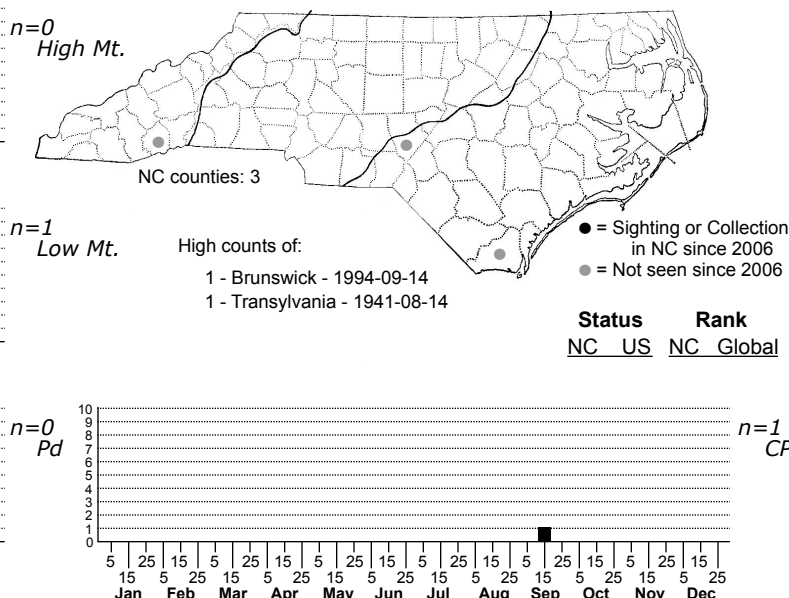 n=0
High Mt.
NC counties: 3
n=1
Low Mt.
High counts of:
1 - Brunswick - 1994-09-14
1 - Transylvania - 1941-08-14
● = Sighting or Collection
in NC since 2006
● = Not seen since 2006
Status Rank
NC US NC Global
n=0
Pd
n=1
CP
10
9
8
7
6
5
4
3
2
1
0
5 25 15 5 25 15 5 25 15 5 25 15 5 25 15 5 25 15
15 5 25 15 5 25 15 5 25 15 5 25 15 5 25 15 5 25
Jan Feb Mar Apr May Jun Jul Aug Sep Oct Nov Dec